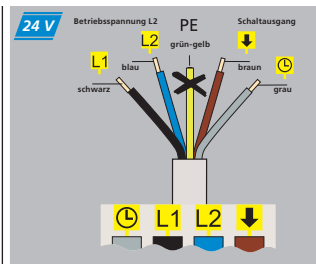 24 V
Betriebsspannung L2
PE
Schaltausgang
grün-gelb
L2
L1
blau
braun
schwarz
grau
L1
L2